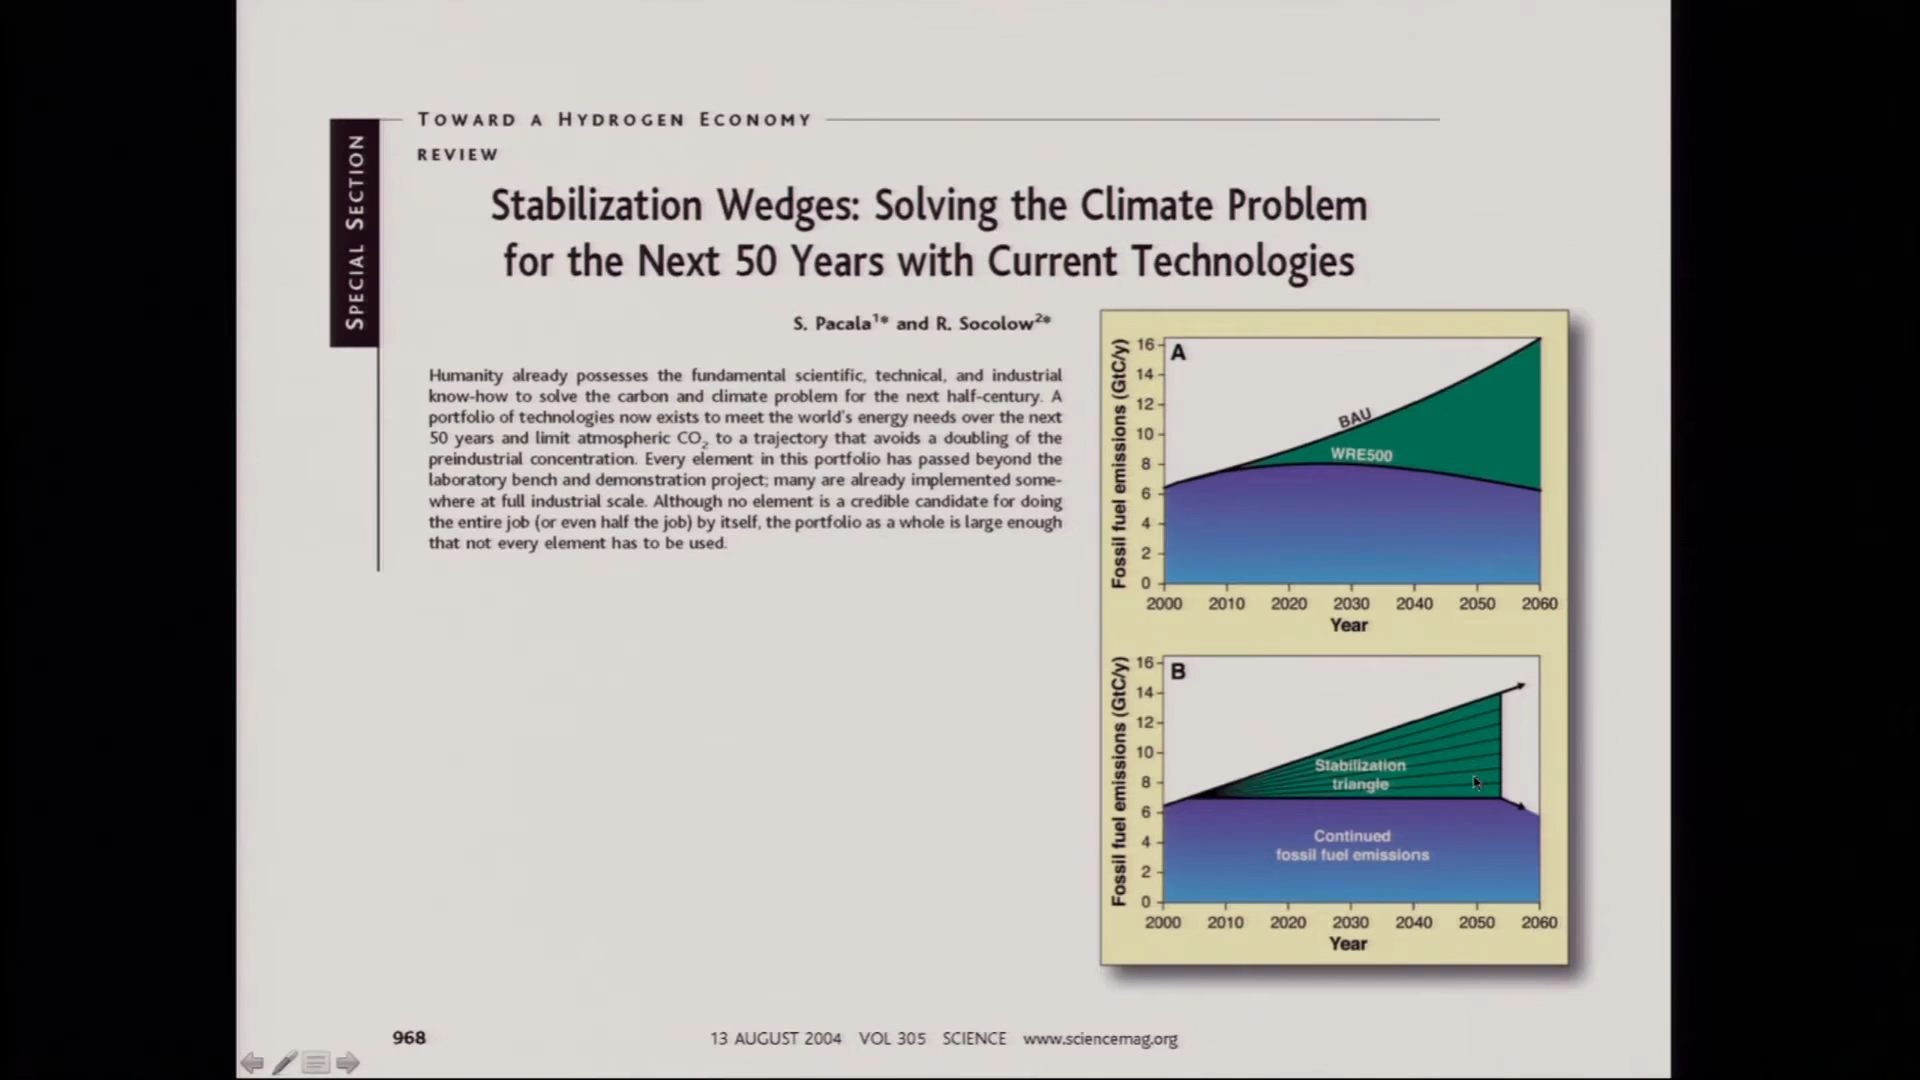 TOWARD A HYDROGEN ECONOMY
REVIEW
SPECIAL SECTION
Stabilization Wedges: Solving the Climate Problem
for the Next 50 Years with Current Technologies
S. Pacala¹* and R. Socolow²*
Humanity already possesses the fundamental scientific, technical, and industrial
know-how to solve the carbon and climate problem for the next half-century. A
portfolio of technologies now exists to meet the world's energy needs over the next
50 years and limit atmospheric CO₂ to a trajectory that avoids a doubling of the
preindustrial concentration. Every element in this portfolio has passed beyond the
laboratory bench and demonstration project; many are already implemented some-
where at full industrial scale. Although no element is a credible candidate for doing
the entire job (or even half the job) by itself, the portfolio as a whole is large enough
that not every element has to be used.
A
Fossil fuel emissions (GtC/y)
16
14
12
10
8
6
4
2
0
BAU
WRE500
2000 2010 2020 2030 2040 2050 2060
Year
B
Fossil fuel emissions (GtC/y)
16
14
12
10
8
6
4
2
0
Stabilization
triangle
Continued
fossil fuel emissions
2000 2010 2020 2030 2040 2050 2060
Year
968
13 AUGUST 2004 VOL 305 SCIENCE www.sciencemag.org